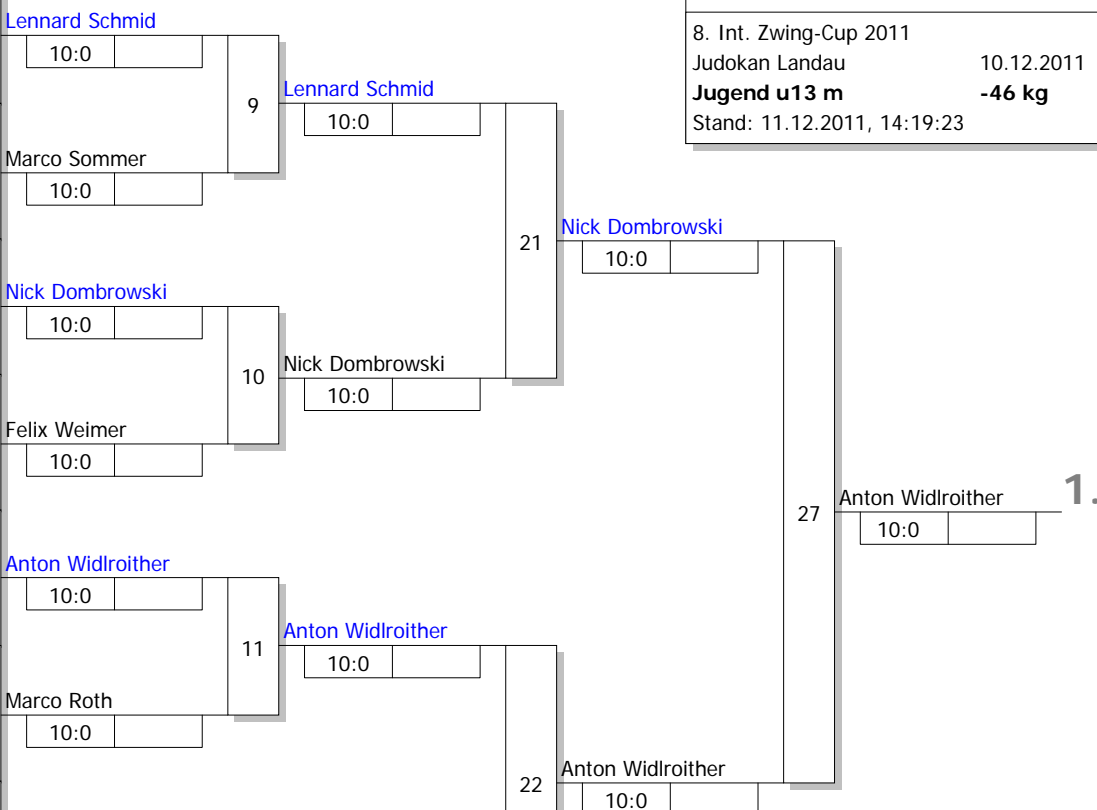 Lennard Schmid
10:0
8. Int. Zwing-Cup 2011
Judokan Landau 10.12.2011
Jugend u13 m -46 kg
Stand: 11.12.2011, 14:19:23
9
Lennard Schmid
10:0
Marco Sommer
10:0
21
Nick Dombrowski
10:0
Nick Dombrowski
10:0
10
Nick Dombrowski
10:0
Felix Weimer
10:0
27
Anton Widlroither 1.
10:0
Anton Widlroither
10:0
11
Anton Widlroither
10:0
Marco Roth
10:0
22
Anton Widlroither
10:0